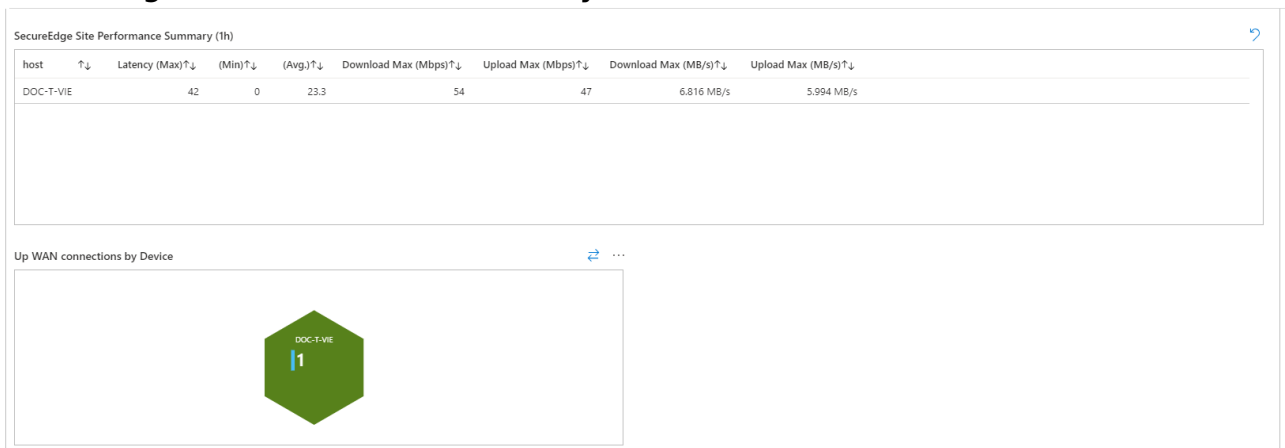 SecureEdge Site Performance Summary (1h)
host ↑↓ Latency (Max)↑↓ (Min)↑↓ (Avg.)↑↓ Download Max (Mbps)↑↓ Upload Max (Mbps)↑↓ Download Max (MB/s)↑↓ Upload Max (MB/s)↑↓
DOC-T-VIE 42 0 23.3 54 47 6.816 MB/s 5.994 MB/s
Up WAN connections by Device
DOC-T-VIE
1